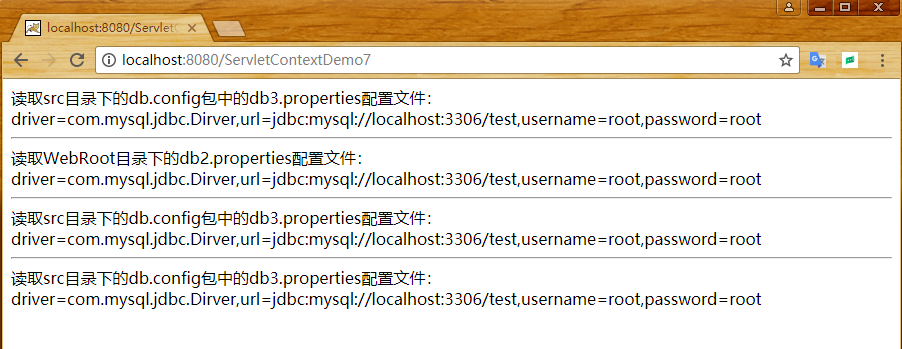 localhost:8080/Servlet
localhost:8080/ServletContextDemo7
读取src目录下的db.config包中的db3.properties配置文件：
driver=com.mysql.jdbc.Dirver,url=jdbc:mysql://localhost:3306/test,username=root,password=root
读取WebRoot目录下的db2.properties配置文件：
driver=com.mysql.jdbc.Dirver,url=jdbc:mysql://localhost:3306/test,username=root,password=root
读取src目录下的db.config包中的db3.properties配置文件：
driver=com.mysql.jdbc.Dirver,url=jdbc:mysql://localhost:3306/test,username=root,password=root
读取src目录下的db.config包中的db3.properties配置文件：
driver=com.mysql.jdbc.Dirver,url=jdbc:mysql://localhost:3306/test,username=root,password=root